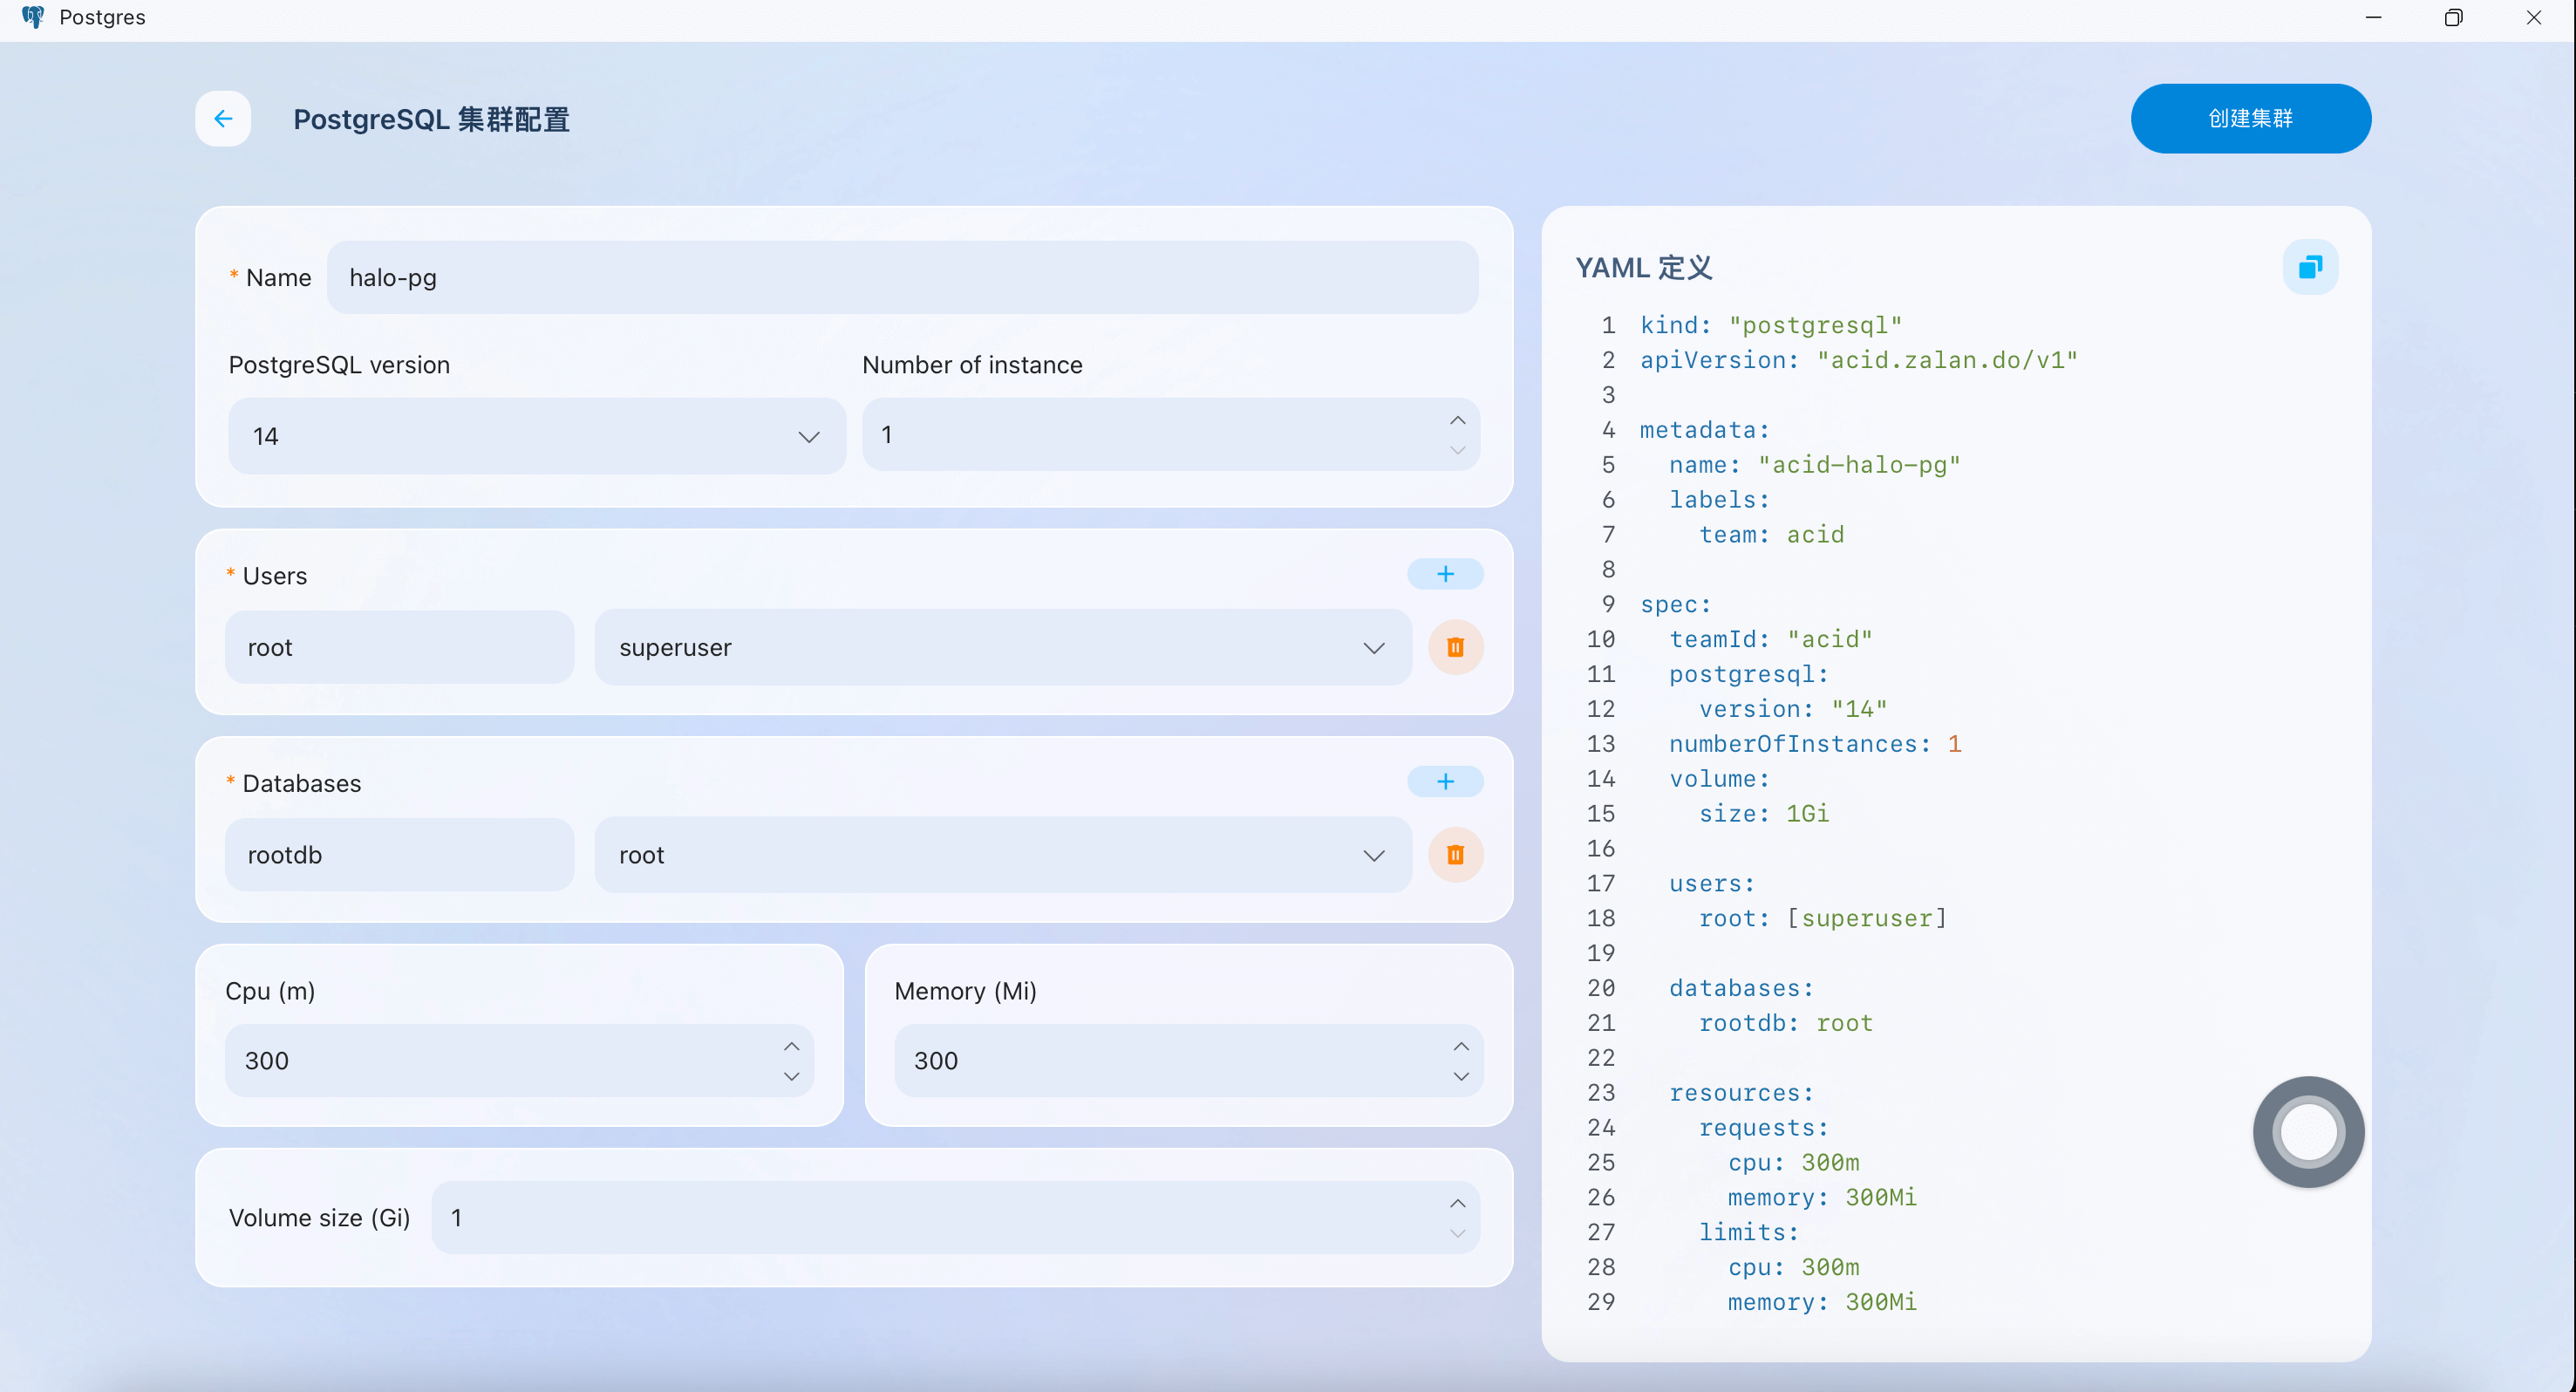 Postgres
PostgreSQL 集群配置
创建集群
* Name
halo-pg
PostgreSQL version
Number of instance
14
1
* Users
root
superuser
* Databases
rootdb
root
Cpu (m)
Memory (Mi)
300
300
Volume size (Gi)
1
YAML 定义
1 kind: "postgresql"
2 apiVersion: "acid.zalan.do/v1"
3
4 metadata:
5   name: "acid-halo-pg"
6   labels:
7     team: acid
8
9 spec:
10   teamId: "acid"
11   postgresql:
12     version: "14"
13   numberOfInstances: 1
14   volume:
15     size: 1Gi
16
17   users:
18     root: [superuser]
19
20   databases:
21     rootdb: root
22
23   resources:
24     requests:
25       cpu: 300m
26       memory: 300Mi
27     limits:
28       cpu: 300m
29       memory: 300Mi